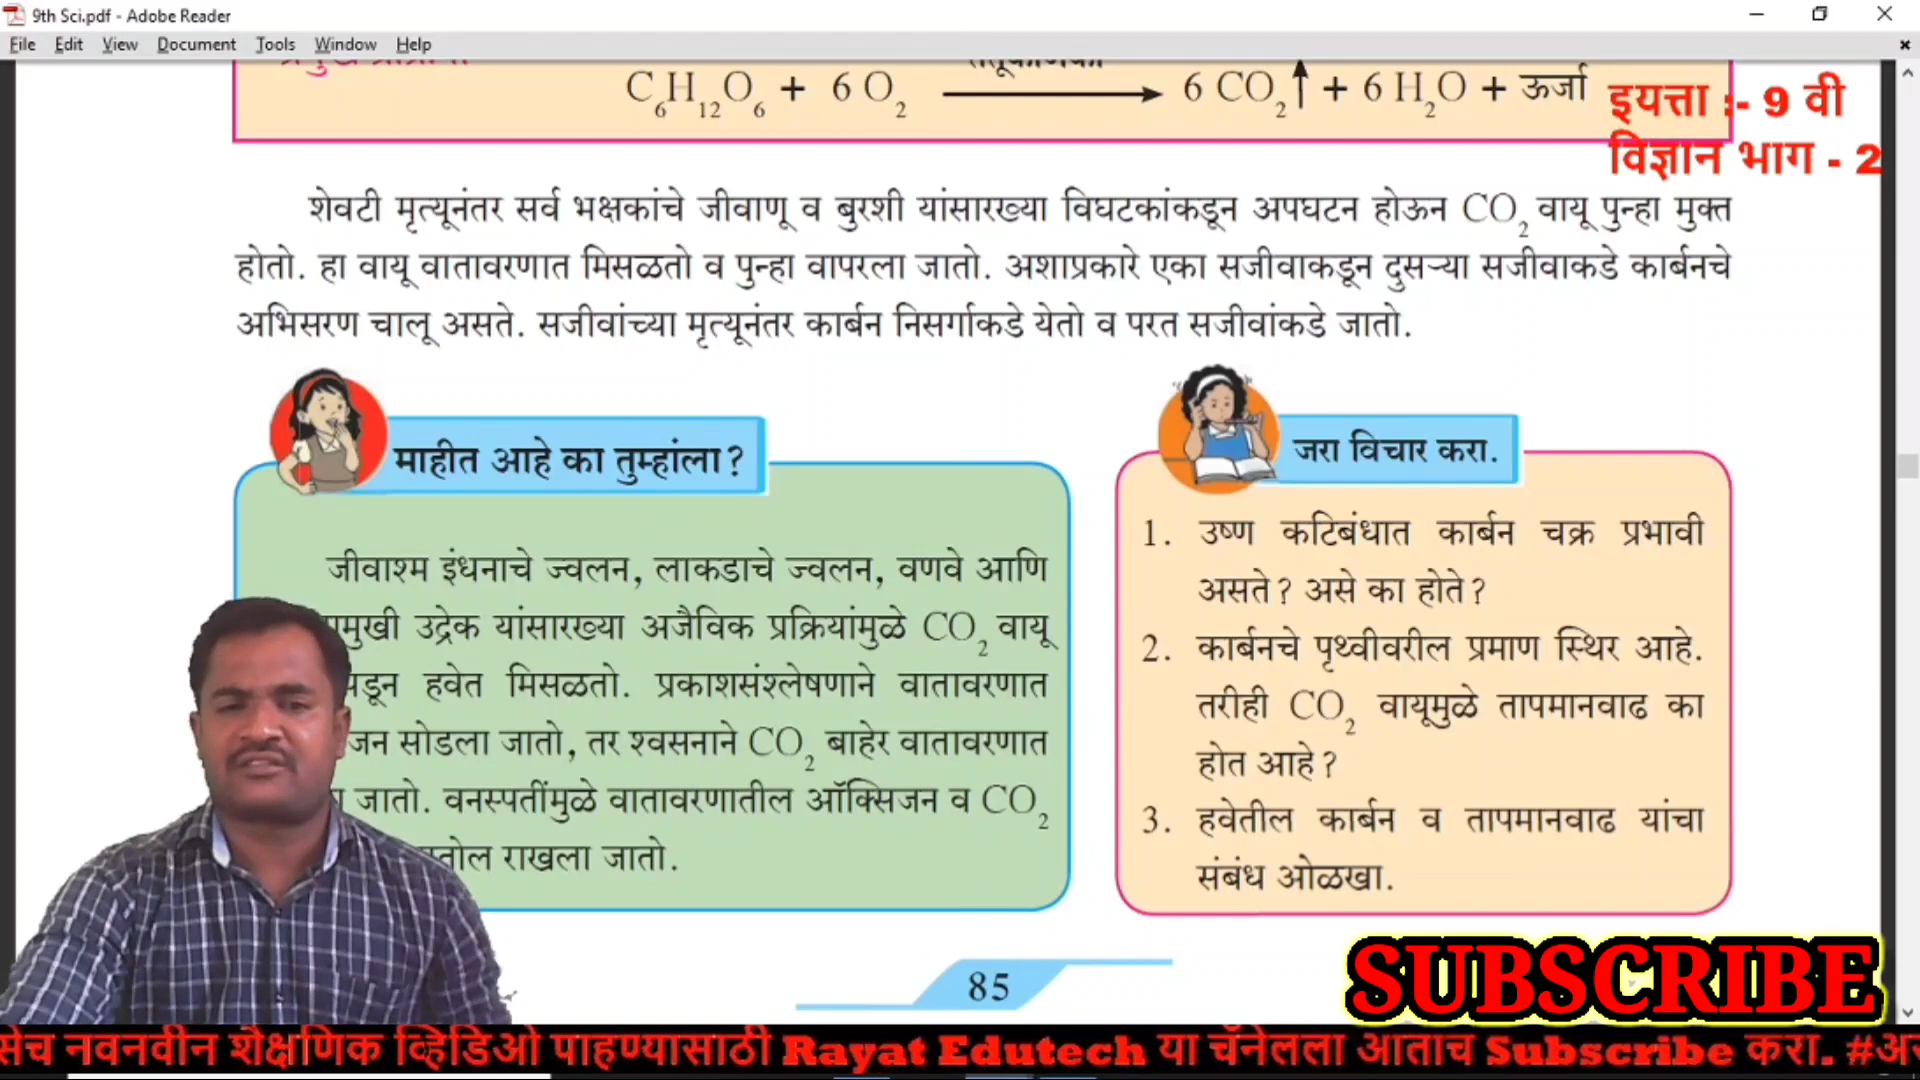 9th Sci.pdf - Adobe Reader
File Edit View Document Tools Window Help
C6H12O6 + 6 O2 → 6 CO2↑ + 6 H2O + ऊर्जा
इयत्ता :- 9 वी
विज्ञान भाग - 2
शेवटी मृत्यूनंतर सर्व भक्षकांचे जीवाणू व बुरशी यांसारख्या विघटकांकडून अपघटन होऊन CO2 वायू पुन्हा मुक्त
होतो. हा वायू वातावरणात मिसळतो व पुन्हा वापरला जातो. अशाप्रकारे एका सजीवाकडून दुसऱ्या सजीवाकडे कार्बनचे
अभिसरण चालू असते. सजीवांच्या मृत्यूनंतर कार्बन निसर्गाकडे येतो व परत सजीवांकडे जातो.
माहीत आहे का तुम्हांला?
जीवाश्म इंधनाचे ज्वलन, लाकडाचे ज्वलन, वणवे आणि
उद्रेक यांसारख्या अजैविक प्रक्रियांमुळे CO2 वायू
हवेत मिसळतो. प्रकाशसंश्लेषणाने वातावरणात
सोडला जातो, तर श्वसनाने CO2 बाहेर वातावरणात
जातो. वनस्पतींमुळे वातावरणातील ऑक्सिजन व CO2
राखला जातो.
जरा विचार करा.
1. उष्ण कटिबंधात कार्बन चक्र प्रभावी
असते? असे का होते?
2. कार्बनचे पृथ्वीवरील प्रमाण स्थिर आहे.
तरीही CO2 वायूमुळे तापमानवाढ का
होत आहे?
3. हवेतील कार्बन व तापमानवाढ यांचा
संबंध ओळखा.
85
SUBSCRIBE
नवनवीन शैक्षणिक व्हिडिओ पाहण्यासाठी Rayat Edutech या चॅनेलला आताच Subscribe करा.